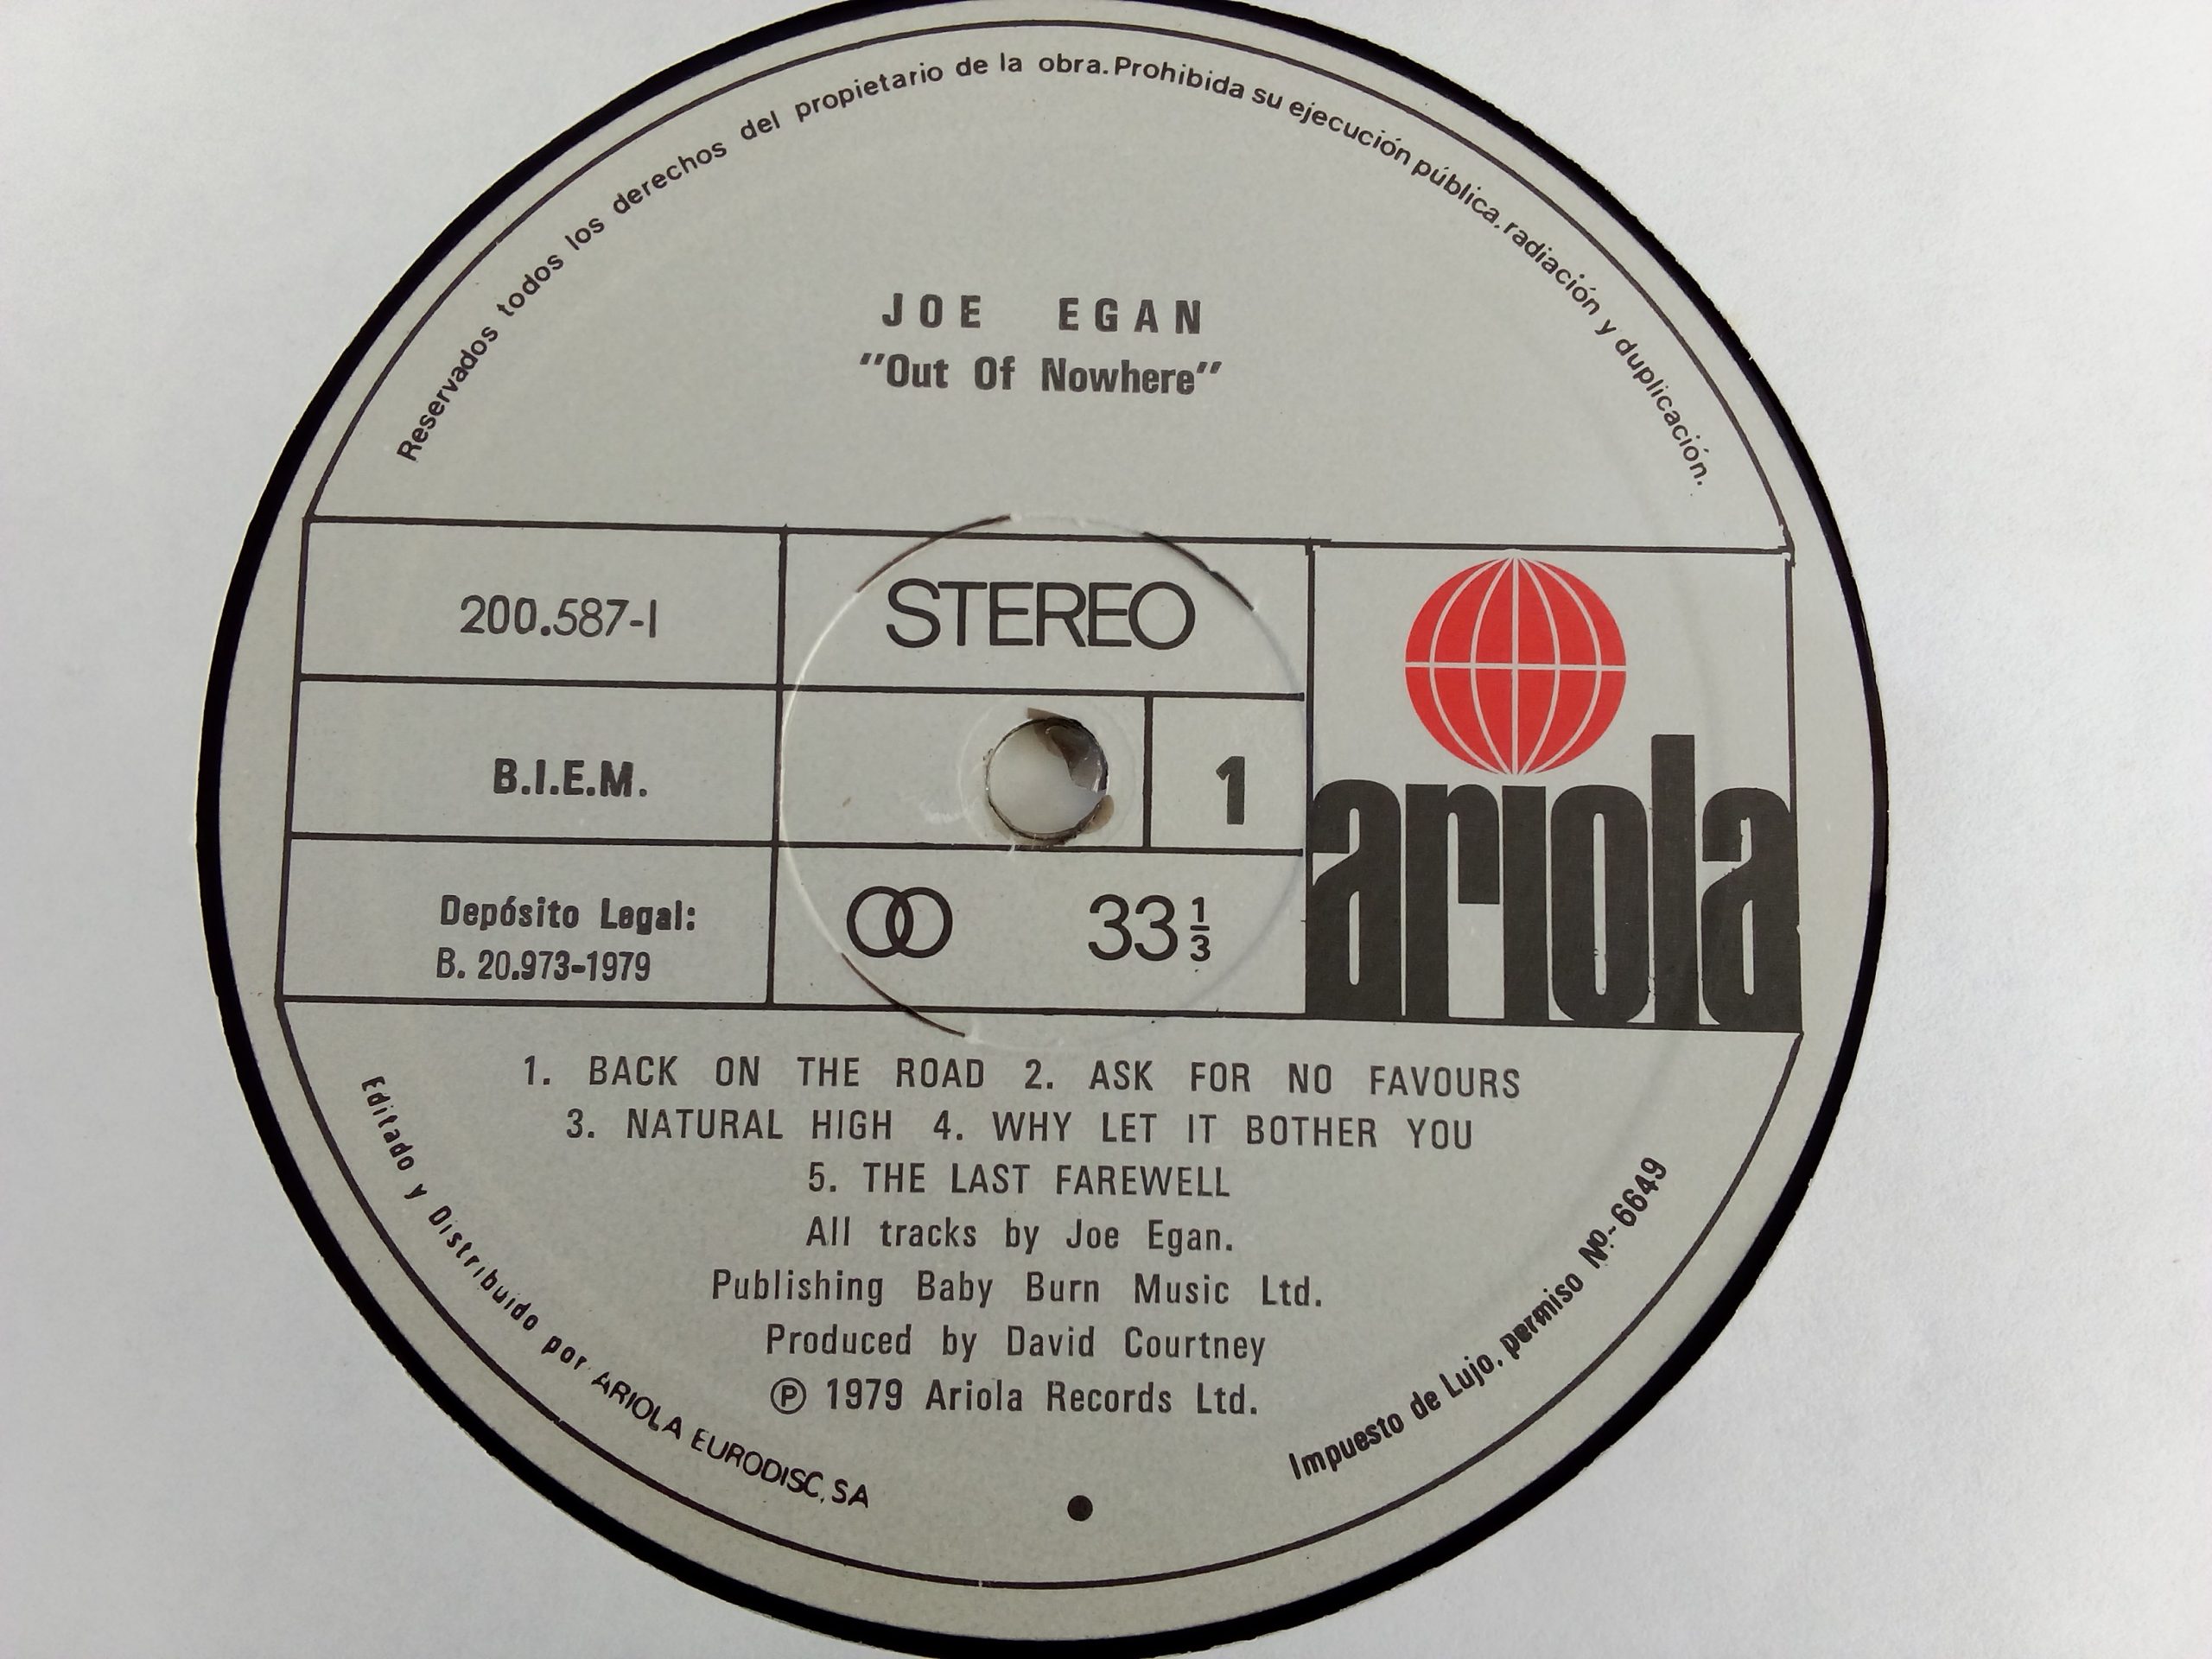 Reservados todos los derechos del propietario de la obra. Prohibida su ejecución pública. radiación y duplicación.
JOE EGAN
"Out Of Nowhere"
200.587-I
STEREO
B.I.E.M.
1
ariola
Depósito Legal:
B. 20.973-1979
33 1/3
1. BACK ON THE ROAD 2. ASK FOR NO FAVOURS
3. NATURAL HIGH 4. WHY LET IT BOTHER YOU
5. THE LAST FAREWELL
All tracks by Joe Egan.
Publishing Baby Burn Music Ltd.
Produced by David Courtney
Ⓟ 1979 Ariola Records Ltd.
Editado y Distribuido por ARIOLA EURODISC, SA
Impuesto de Lujo. permiso Nº.-6649